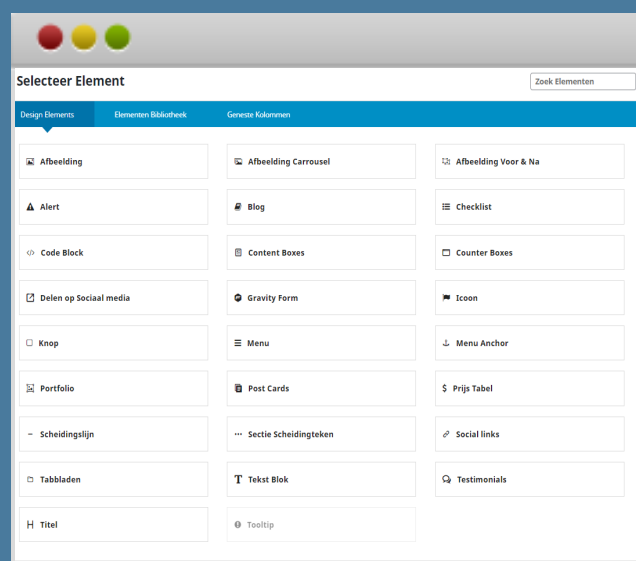 Selecteer Element
Zoek Elementen
Design Elements Elementen Bibliotheek Geneste Kolommen
Afbeelding Afbeelding Carrousel Afbeelding Voor & Na
Alert Blog Checklist
Code Block Content Boxes Counter Boxes
Delen op Sociaal media Gravity Form Icoon
Knop Menu Menu Anchor
Portfolio Post Cards Prijs Tabel
Scheidingslijn Sectie Scheidingteken Social links
Tabbladen Tekst Blok Testimonials
Titel Tooltip